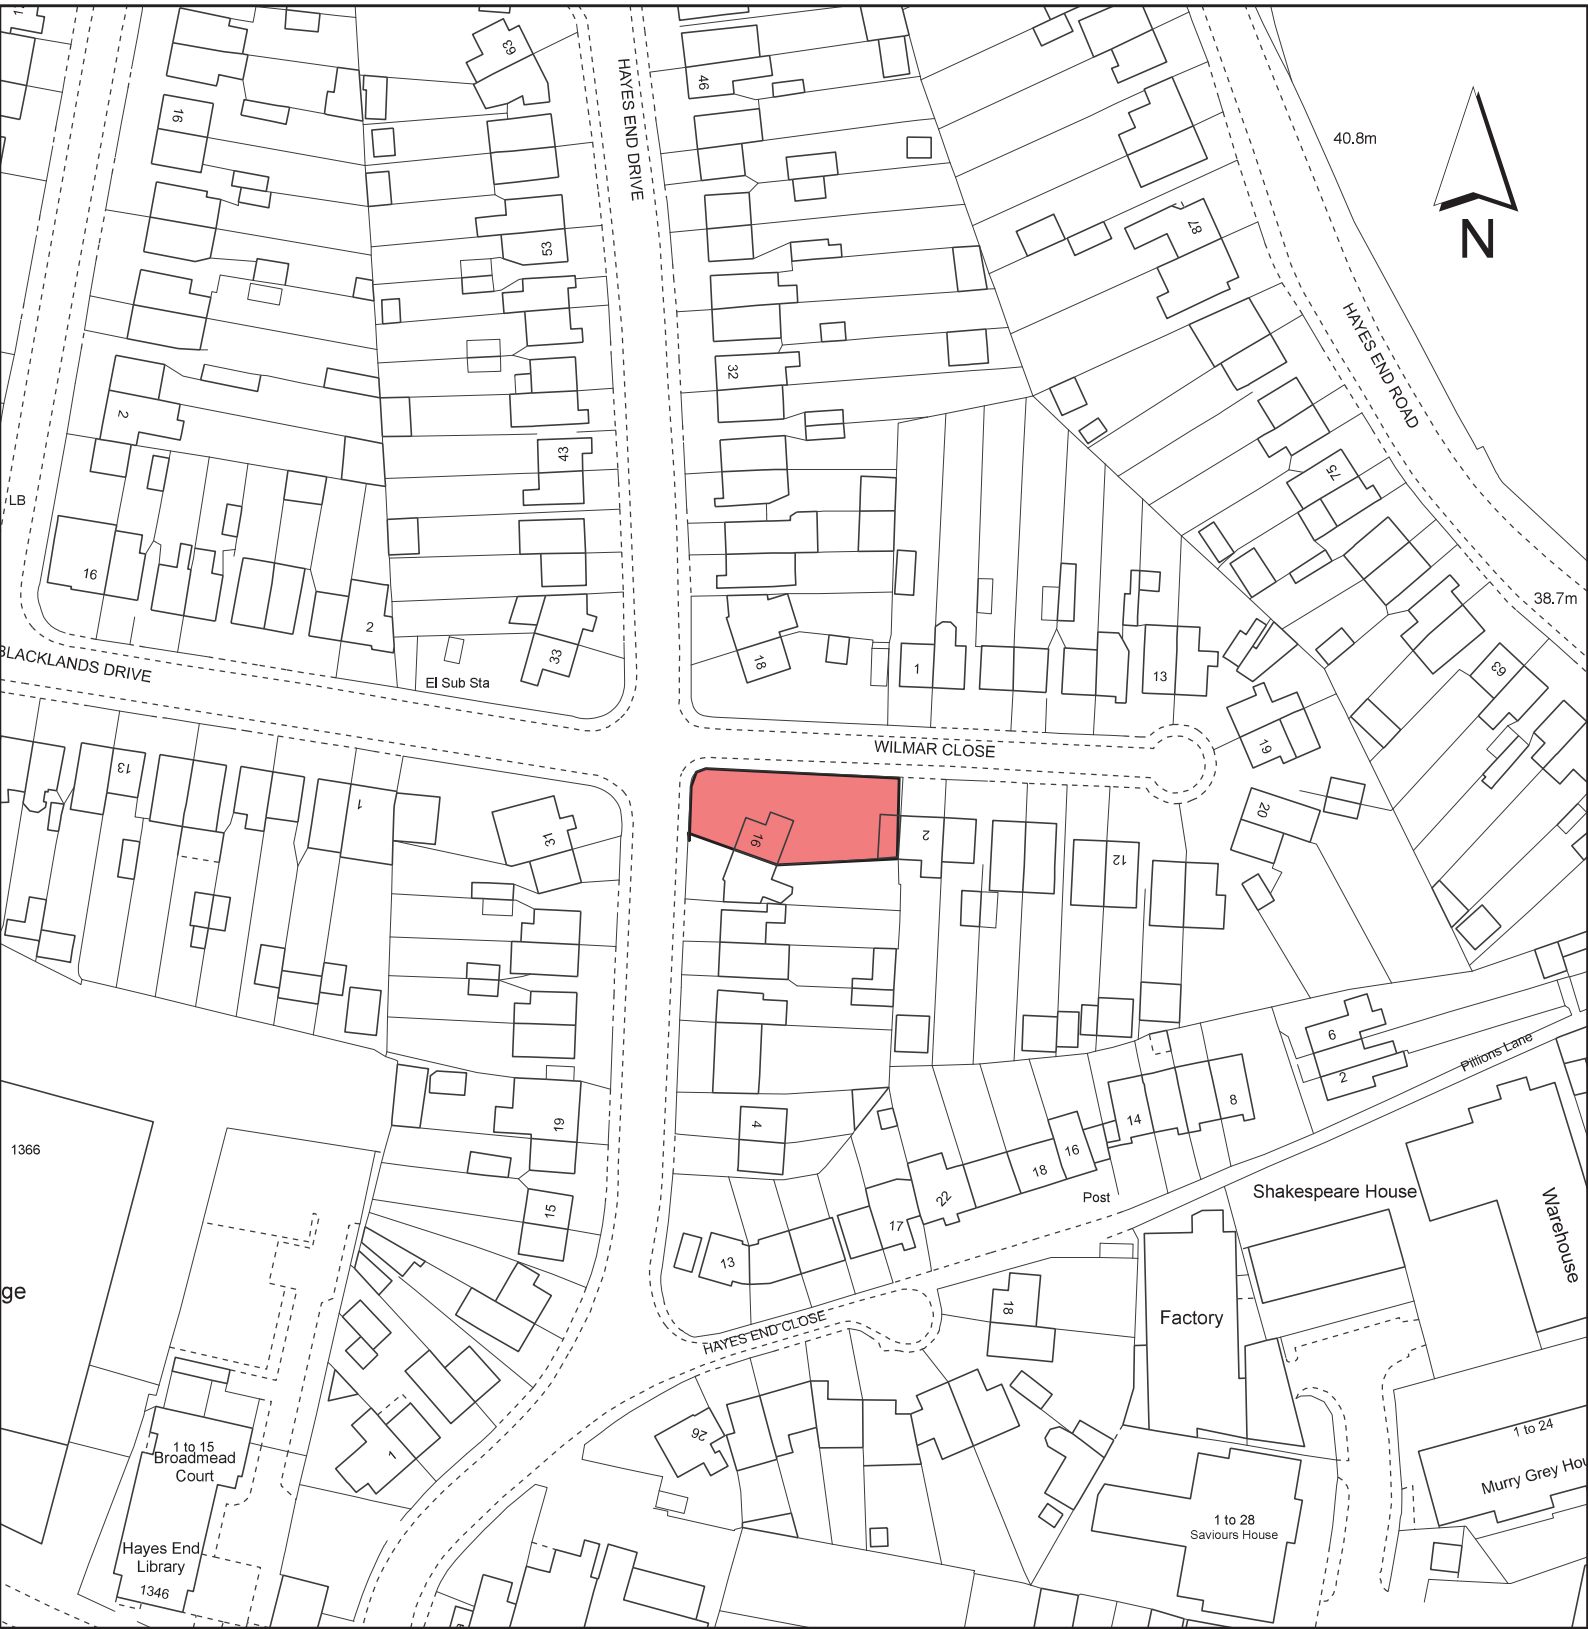 63
46
16
40.8m
HAYES END DRIVE
N
87
53
HAYES END ROAD
32
2
43
75
LB
16
38.7m
2
33
18
1
13
63
BLACKLANDS DRIVE
El Sub Sta
19
WILMAR CLOSE
13
1
31
16
2
12
20
6
2
Pillions Lane
4
19
14
8
16
18
22
1366
15
Post
17
Shakespeare House
Warehouse
13
ge
18
Factory
HAYES END CLOSE
26
1
1 to 15
Broadmead
Court
1 to 24
Murry Grey Hou
1 to 28
Saviours House
Hayes End
Library
1346